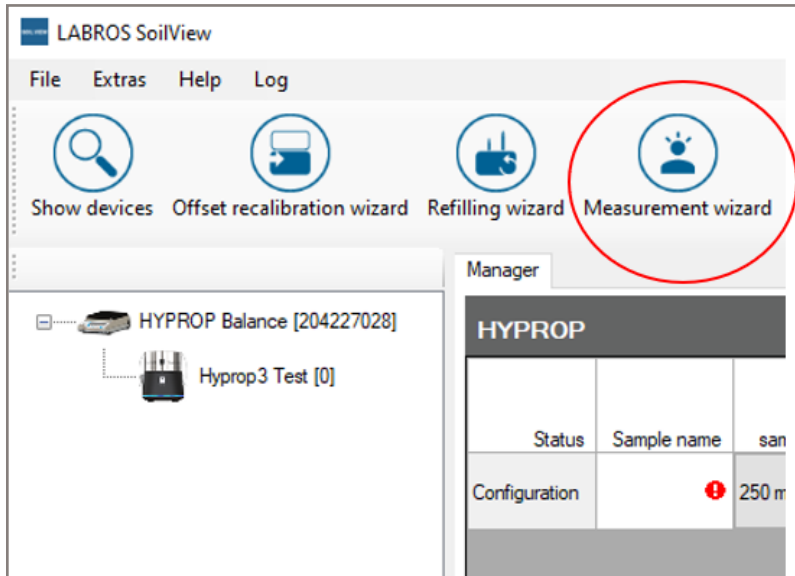 LABROS SoilView
File Extras Help Log
Show devices Offset recalibration wizard Refilling wizard Measurement wizard
Manager
HYPROP Balance [204227028]
Hyprop3 Test [0]
HYPROP
Status Sample name sam
Configuration 250 m